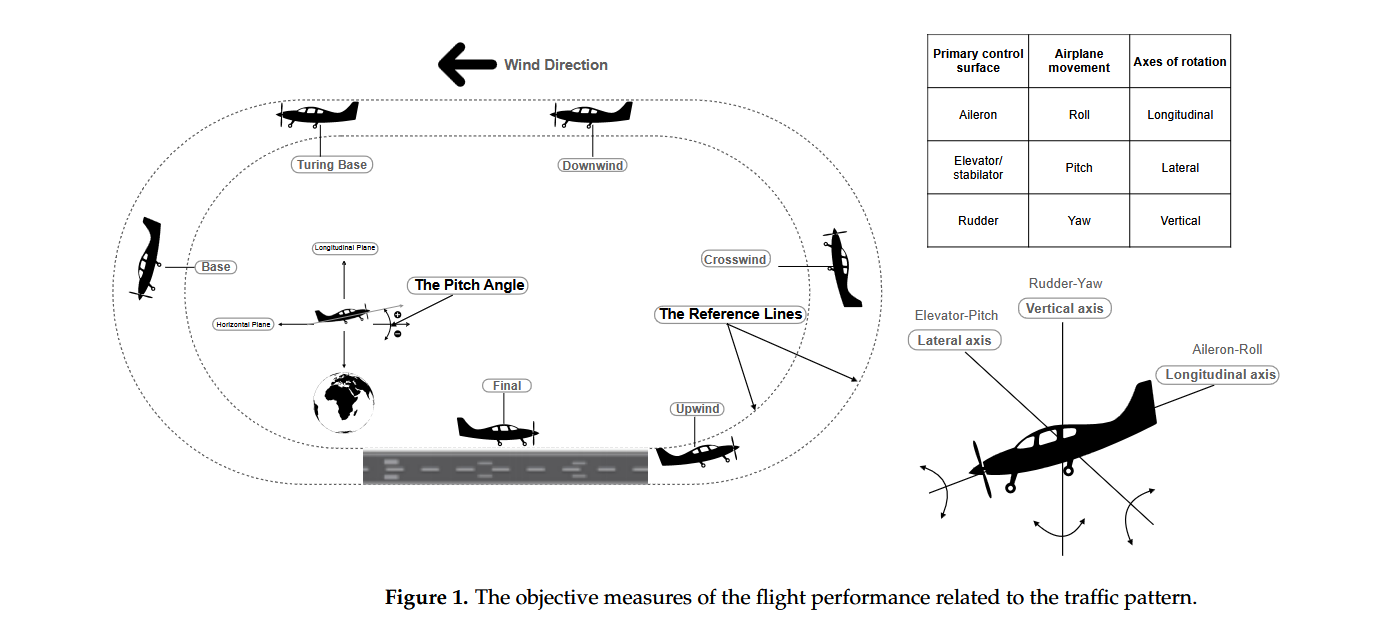 Wind Direction
Turing Base
Downwind
Base
Longitudinal Plane
The Pitch Angle
Horizontal Plane
Crosswind
The Reference Lines
Final
Upwind
Primary control
surface
Airplane
movement
Axes of rotation
Aileron
Roll
Longitudinal
Elevator/
stabilator
Pitch
Lateral
Rudder
Yaw
Vertical
Rudder-Yaw
Vertical axis
Elevator-Pitch
Lateral axis
Aileron-Roll
Longitudinal axis
Figure 1. The objective measures of the flight performance related to the traffic pattern.